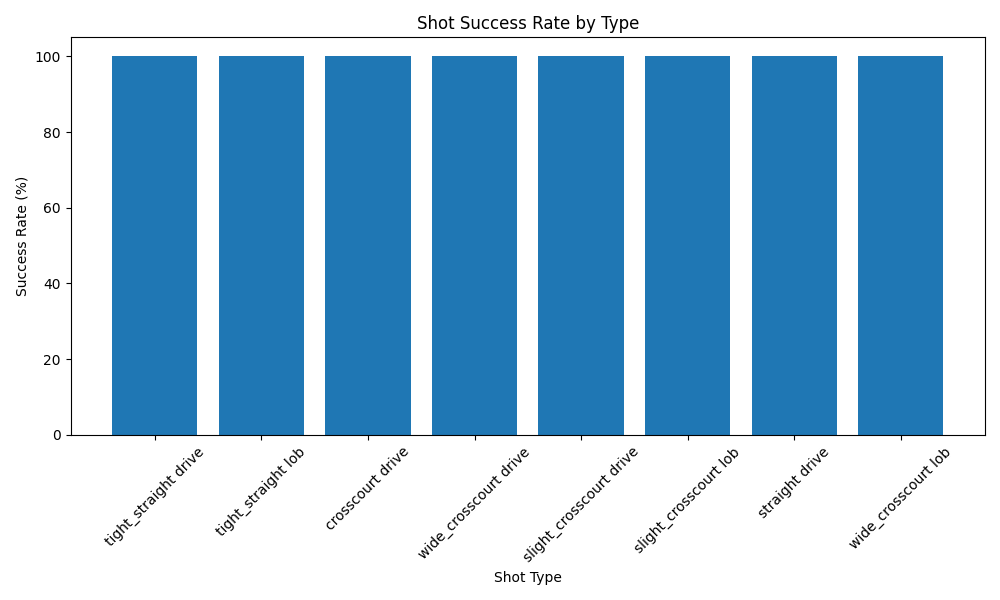 Shot Success Rate by Type
Success Rate (%)
100
80
60
40
20
0
tight_straight drive
tight_straight lob
crosscourt drive
wide_crosscourt drive
slight_crosscourt drive
slight_crosscourt lob
straight drive
wide_crosscourt lob
Shot Type